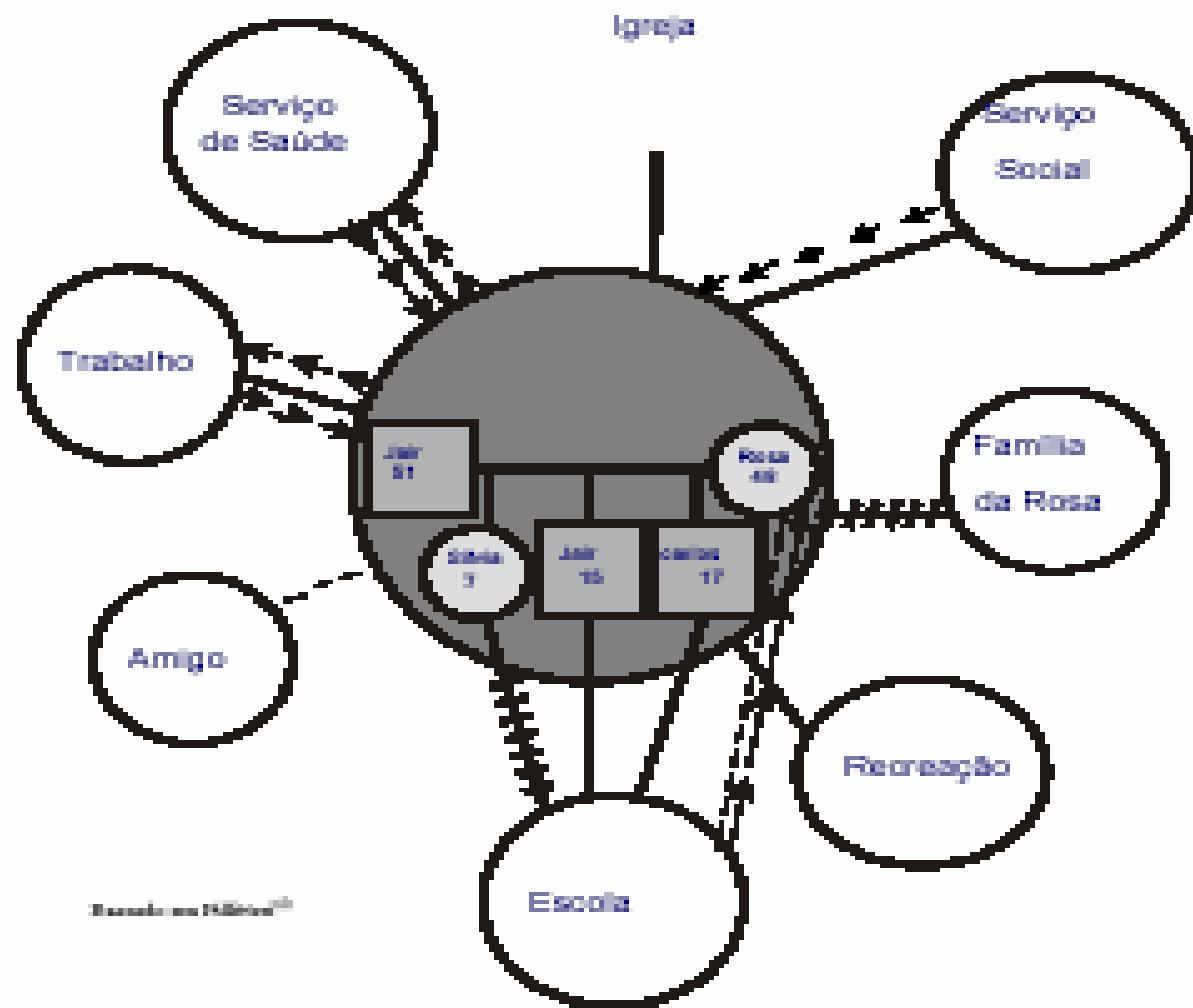 Igreja
Serviço
de Saúde
Serviço
Social
Trabalho
Jair
51
Rosa
Família
da Rosa
Silvia
7
Jair
15
carlos
17
Amigo
Recreação
Escola